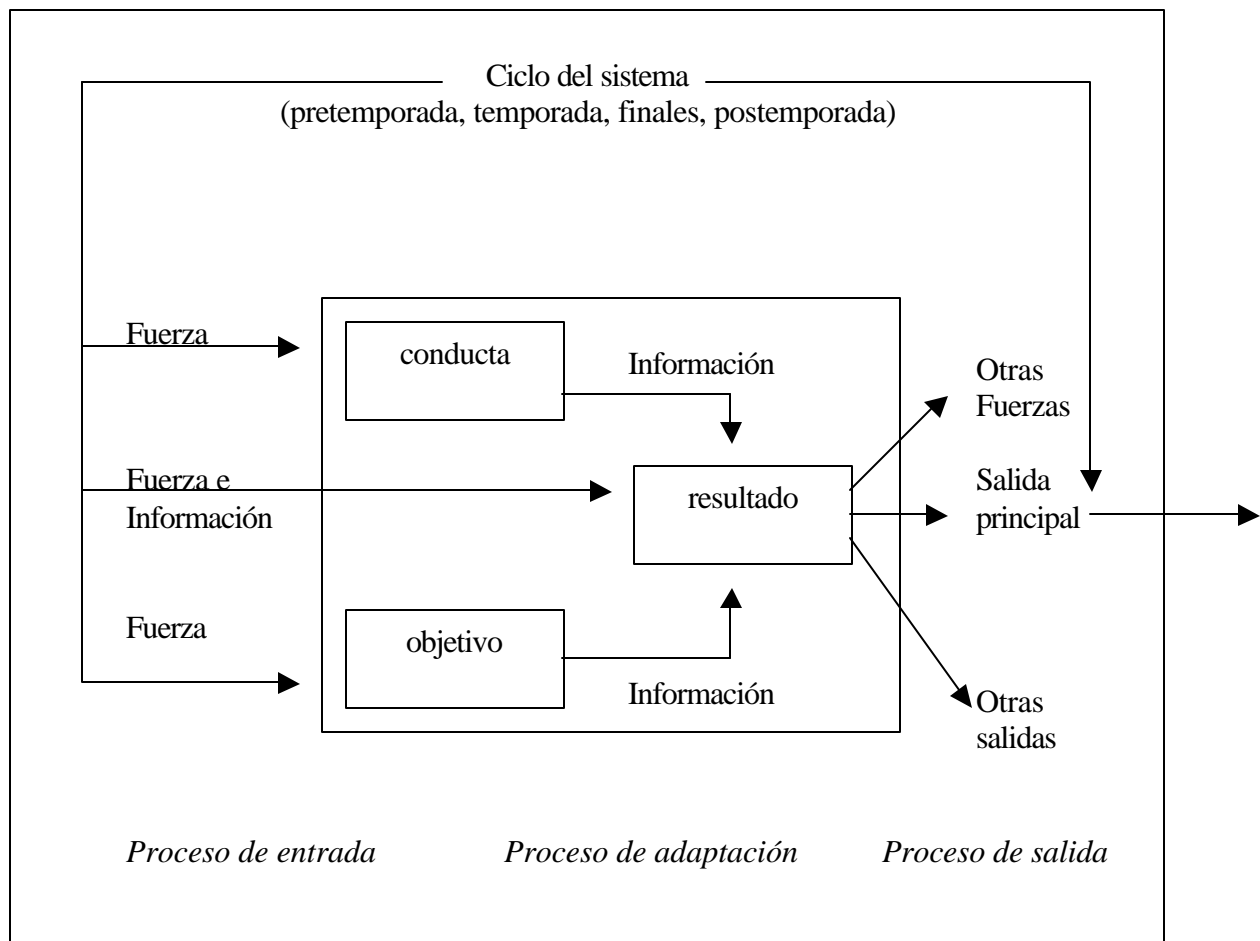 Ciclo del sistema
(pretemporada, temporada, finales, postemporada)
Fuerza
conducta
Información
Otras
Fuerzas
Fuerza e
Información
resultado
Salida
principal
Fuerza
objetivo
Información
Otras
salidas
Proceso de entrada
Proceso de adaptación
Proceso de salida